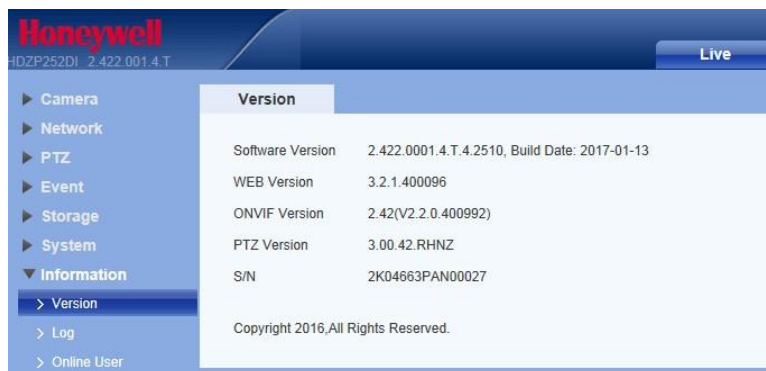 Honeywell
HDZP252DI 2.422.001.4.T
Live
Camera
Network
PTZ
Event
Storage
System
Information
> Version
> Log
> Online User
Version
Software Version 2.422.0001.4.T.4.2510, Build Date: 2017-01-13
WEB Version 3.2.1.400096
ONVIF Version 2.42(V2.2.0.400992)
PTZ Version 3.00.42.RHNZ
S/N 2K04663PAN00027
Copyright 2016,All Rights Reserved.